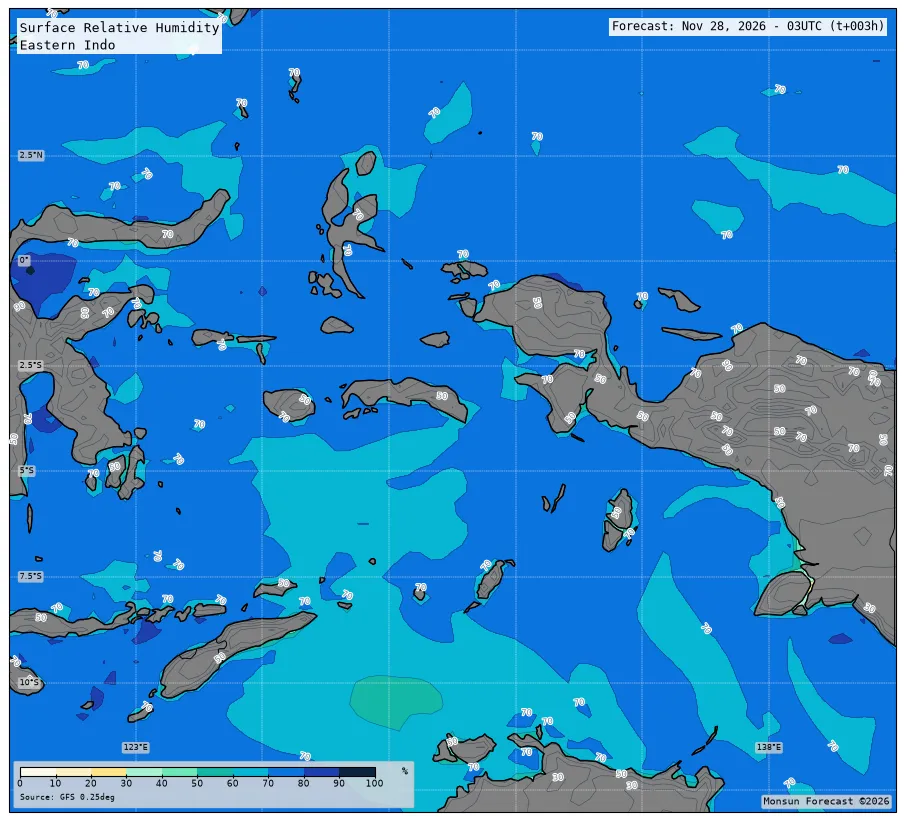 Surface Relative Humidity
Eastern Indo
Forecast: Nov 28, 2026 - 03UTC (t+003h)
2.5°N
0°
2.5°S
5°S
7.5°S
10°S
123°E
138°E
%
0 10 20 30 40 50 60 70 80 90 100
Source: GFS 0.25deg
Monsun Forecast ©2026